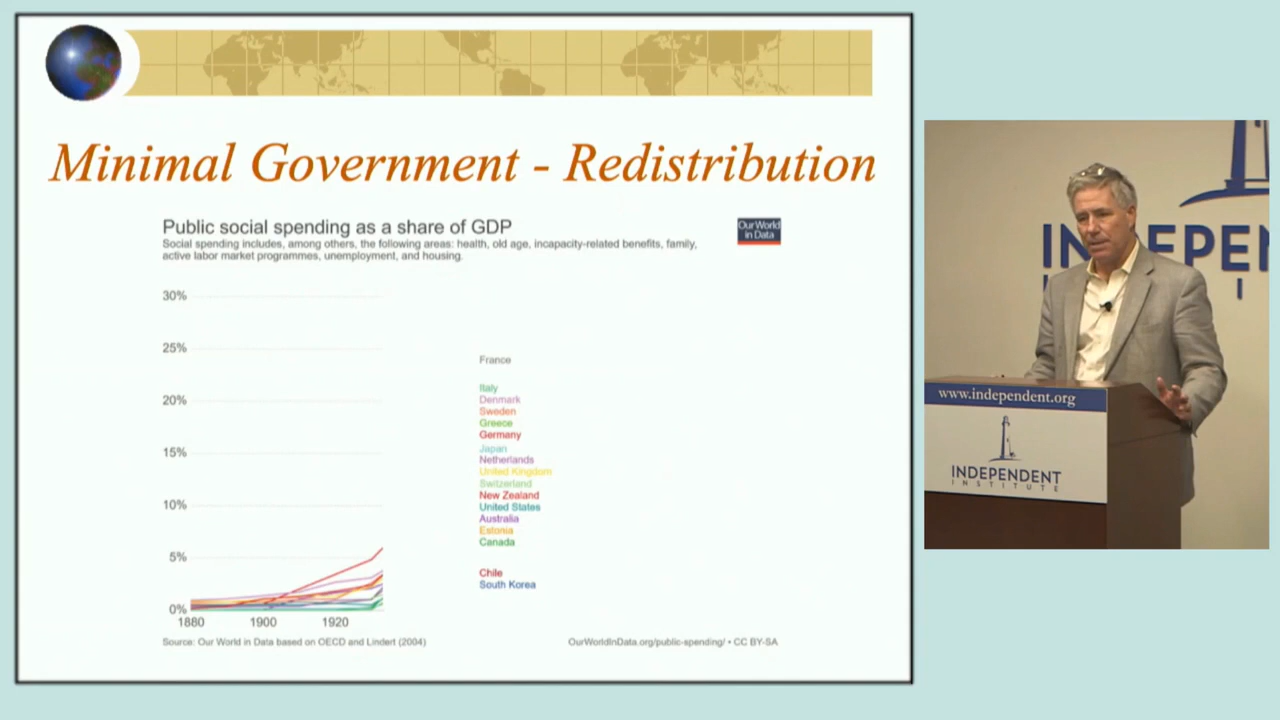 Minimal Government - Redistribution
Public social spending as a share of GDP
Our World
in Data
Social spending includes, among others, the following areas: health, old age, incapacity-related benefits, family,
active labor market programmes, unemployment, and housing.
30%
25%
20%
15%
10%
5%
0%
1880 1900 1920
France
Italy
Denmark
Sweden
Greece
Germany
Japan
Netherlands
United Kingdom
Switzerland
New Zealand
United States
Australia
Estonia
Canada
Chile
South Korea
Source: Our World in Data based on OECD and Lindert (2004)
OurWorldInData.org/public-spending/ • CC BY-SA
INDEPEN
I
www.independent.org
INDEPENDENT
INSTITUTE